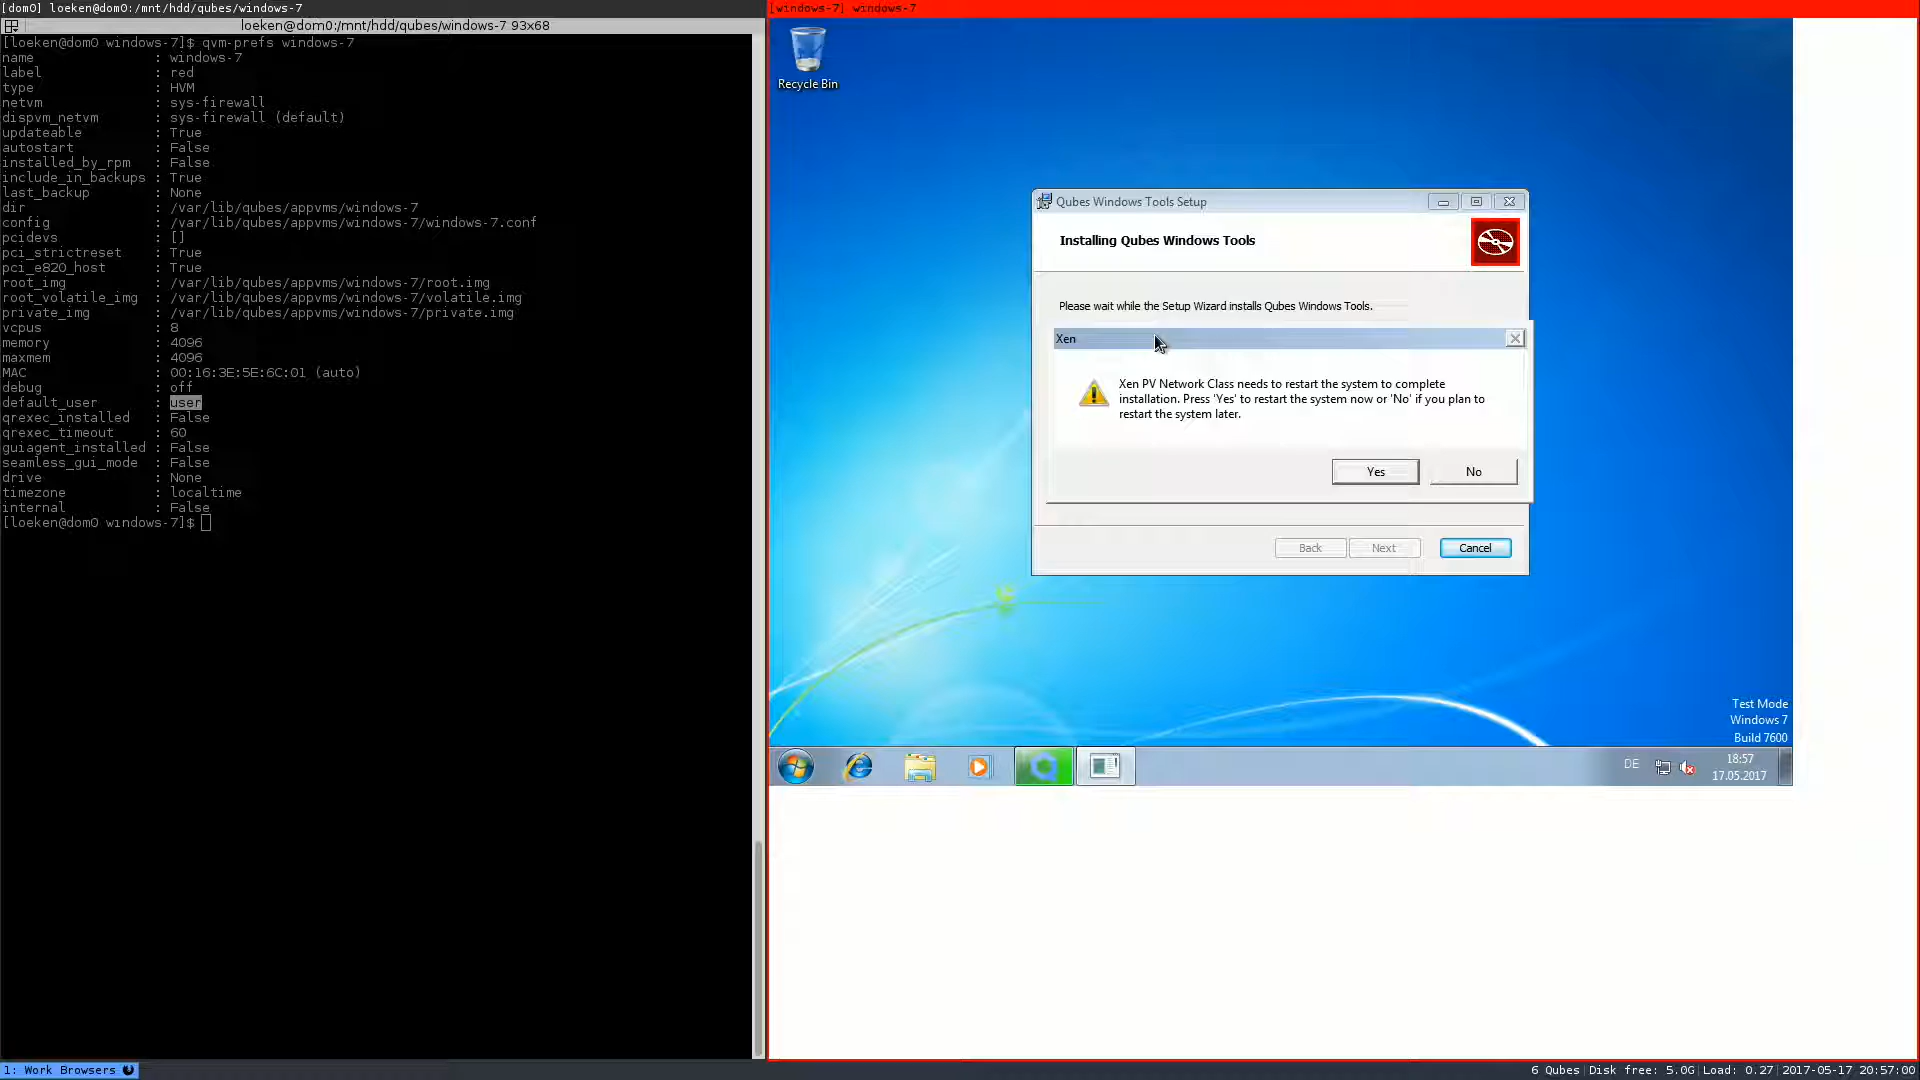 [dom0] loeken@dom0:/mnt/hdd/qubes/windows-7
loeken@dom0:/mnt/hdd/qubes/windows-7 93x68
[loeken@dom0 windows-7]$ qvm-prefs windows-7
name : windows-7
label : red
type : HVM
netvm : sys-firewall
dispvm_netvm : sys-firewall (default)
updateable : True
autostart : False
installed_by_rpm : False
include_in_backups : True
last_backup : None
dir : /var/lib/qubes/appvms/windows-7
config : /var/lib/qubes/appvms/windows-7/windows-7.conf
pcidevs : []
pci_strictreset : True
pci_e820_host : True
root_img : /var/lib/qubes/appvms/windows-7/root.img
root_volatile_img : /var/lib/qubes/appvms/windows-7/volatile.img
private_img : /var/lib/qubes/appvms/windows-7/private.img
vcpus : 8
memory : 4096
maxmem : 4096
MAC : 00:16:3E:5E:6C:01 (auto)
debug : off
default_user : user
qrexec_installed : False
qrexec_timeout : 60
guiagent_installed : False
seamless_gui_mode : False
drive : None
timezone : localtime
internal : False
[loeken@dom0 windows-7]$
[windows-7] windows-7
Recycle Bin
Qubes Windows Tools Setup
Installing Qubes Windows Tools
Please wait while the Setup Wizard installs Qubes Windows Tools.
Xen
Xen PV Network Class needs to restart the system to complete
installation. Press 'Yes' to restart the system now or 'No' if you plan to
restart the system later.
Yes No
Back Next Cancel
Test Mode
Windows 7
Build 7600
DE
18:57
17.05.2017
1: Work Browsers
6 Qubes|Disk free: 5.0G|Load: 0.27|2017-05-17 20:57:00